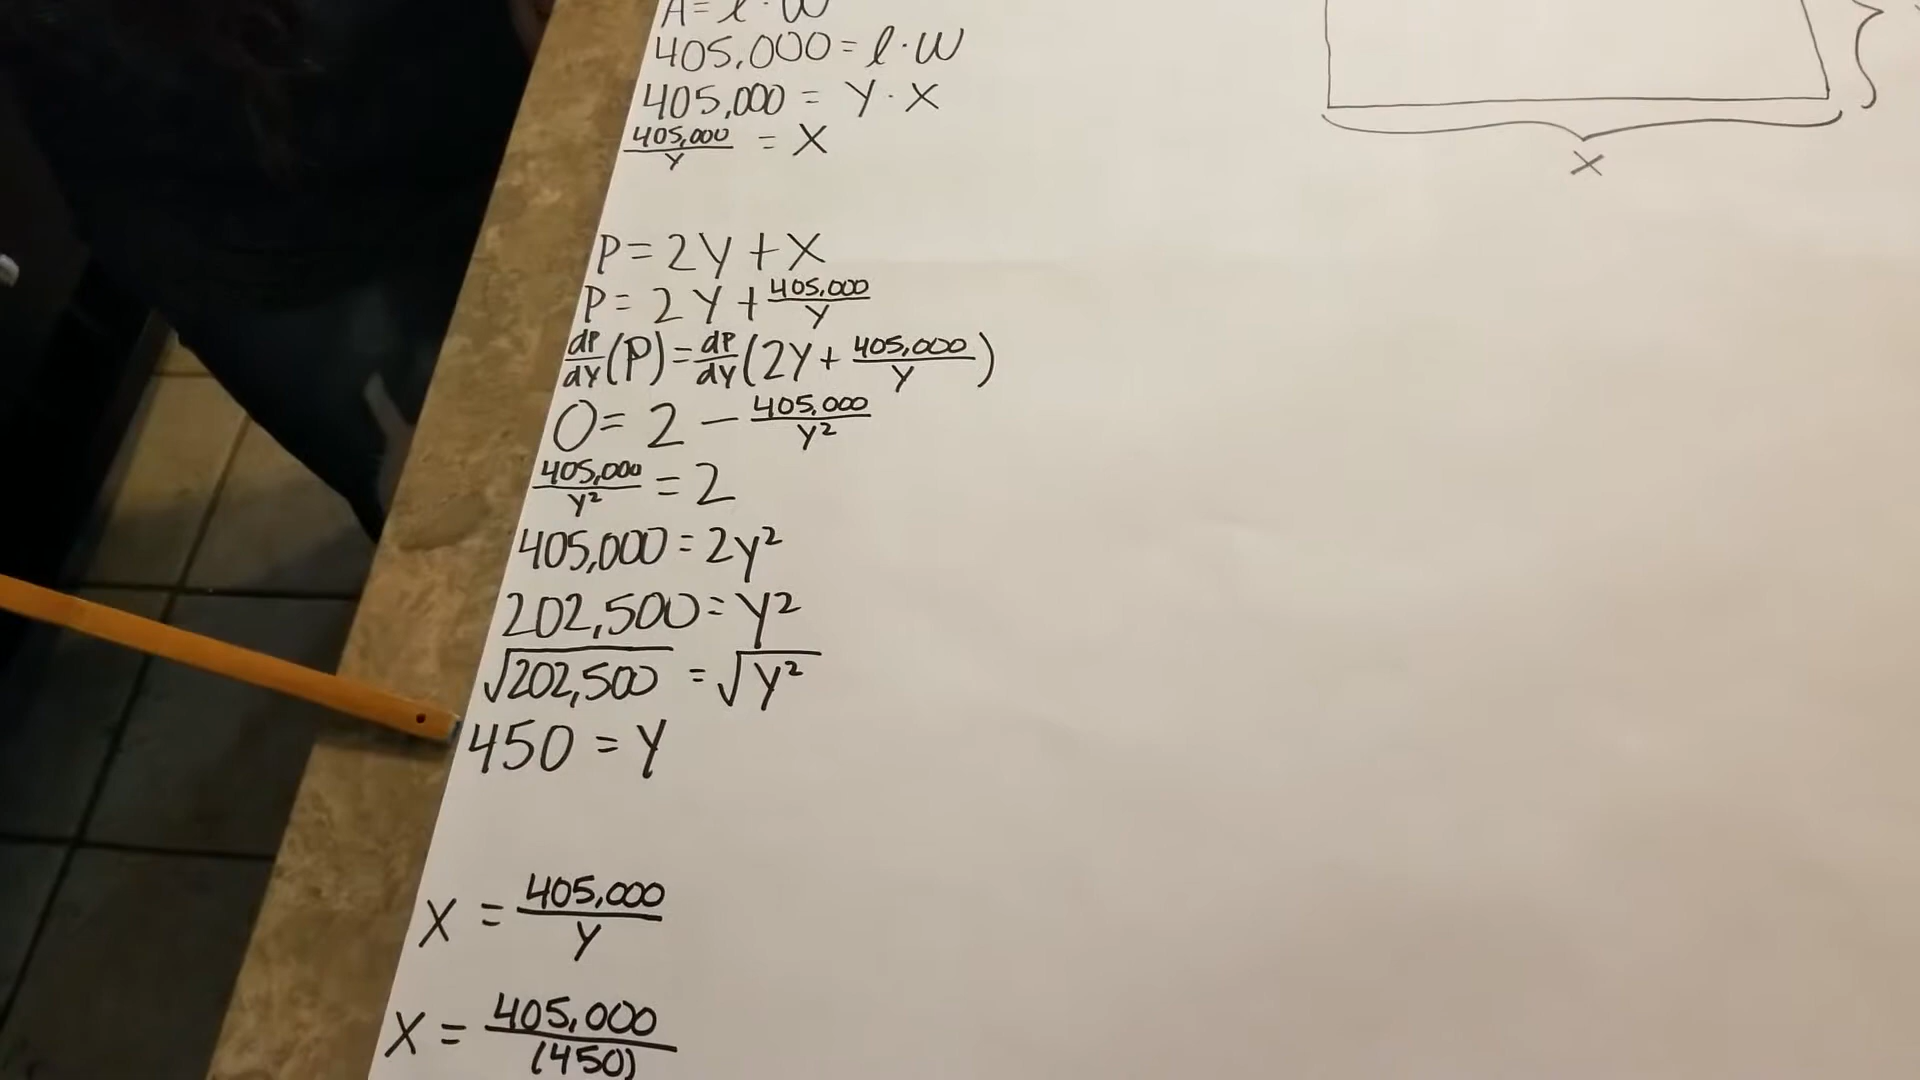 A = l · W
405,000 = l · W
405,000 = Y · X
405,000/Y = X
P = 2Y + X
P = 2Y + 405,000/Y
dP/dY (P) = dP/dY (2Y + 405,000/Y)
0 = 2 − 405,000/Y²
405,000/Y² = 2
405,000 = 2Y²
202,500 = Y²
√202,500 = √Y²
450 = Y
X = 405,000/Y
X = 405,000/(450)
X